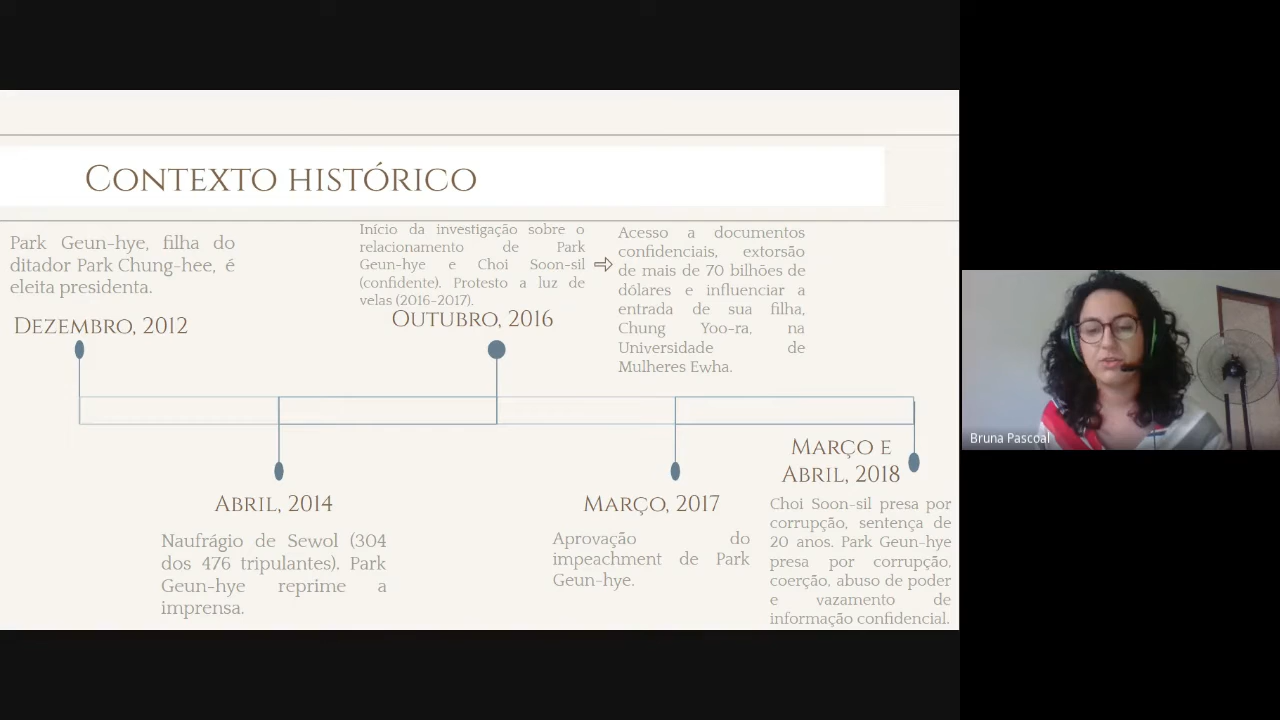 Contexto histórico
Park Geun-hye, filha do
ditador Park Chung-hee, é
eleita presidenta.
Dezembro, 2012
Início da investigação sobre o
relacionamento de Park
Geun-hye e Choi Soon-sil
(confidente). Protesto a luz de
velas (2016-2017).
Outubro, 2016
Acesso a documentos
confidenciais, extorsão
de mais de 70 bilhões de
dólares e influenciar a
entrada de sua filha,
Chung Yoo-ra, na
Universidade de
Mulheres Ewha.
Abril, 2014
Naufrágio de Sewol (304
dos 476 tripulantes). Park
Geun-hye reprime a
imprensa.
Março, 2017
Aprovação do
impeachment de Park
Geun-hye.
Março e
Abril, 2018
Choi Soon-sil presa por
corrupção, sentença de
20 anos. Park Geun-hye
presa por corrupção,
coerção, abuso de poder
e vazamento de
informação confidencial.
Bruna Pascoal